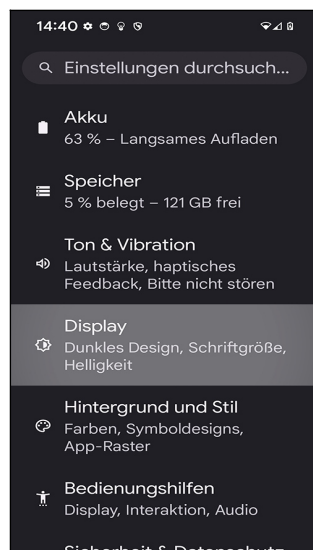 14:40
Einstellungen durchsuch...
Akku
63 % – Langsames Aufladen
Speicher
5 % belegt – 121 GB frei
Ton & Vibration
Lautstärke, haptisches
Feedback, Bitte nicht stören
Display
Dunkles Design, Schriftgröße,
Helligkeit
Hintergrund und Stil
Farben, Symboldesigns,
App-Raster
Bedienungshilfen
Display, Interaktion, Audio
Sicherheit & Datenschutz